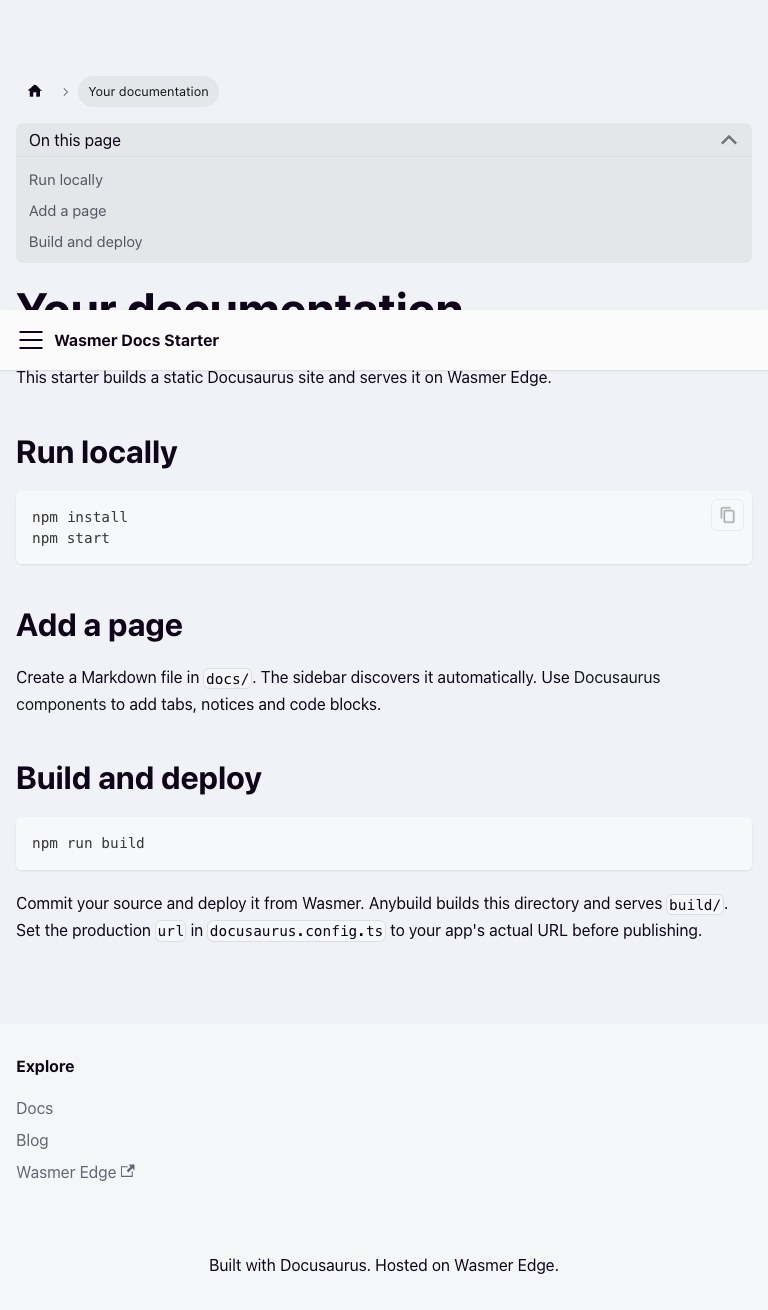 Your documentation
On this page
Run locally
Add a page
Build and deploy
Your documentation
Wasmer Docs Starter
This starter builds a static Docusaurus site and serves it on Wasmer Edge.
Run locally
npm install
npm start
Add a page
Create a Markdown file in docs/. The sidebar discovers it automatically. Use Docusaurus
components to add tabs, notices and code blocks.
Build and deploy
npm run build
Commit your source and deploy it from Wasmer. Anybuild builds this directory and serves build/.
Set the production url in docusaurus.config.ts to your app's actual URL before publishing.
Explore
Docs
Blog
Wasmer Edge
Built with Docusaurus. Hosted on Wasmer Edge.